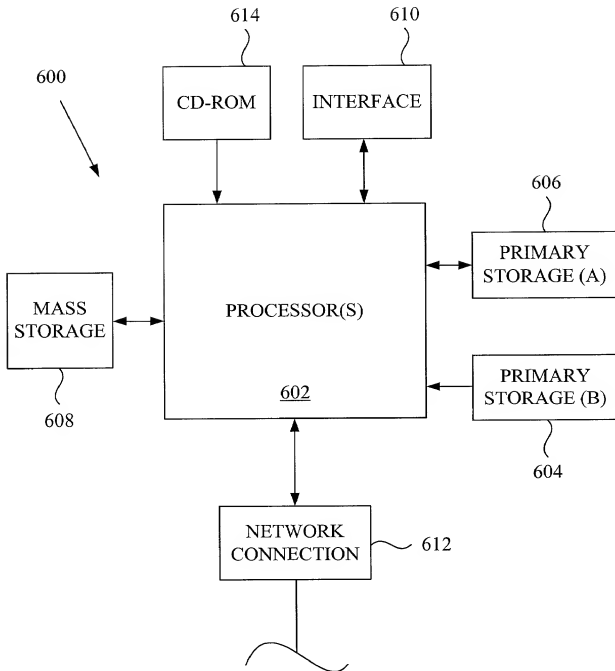 614
610
600
CD-ROM
INTERFACE
606
PRIMARY
STORAGE (A)
MASS
STORAGE
PROCESSOR(S)
602
608
PRIMARY
STORAGE (B)
604
NETWORK
CONNECTION
612